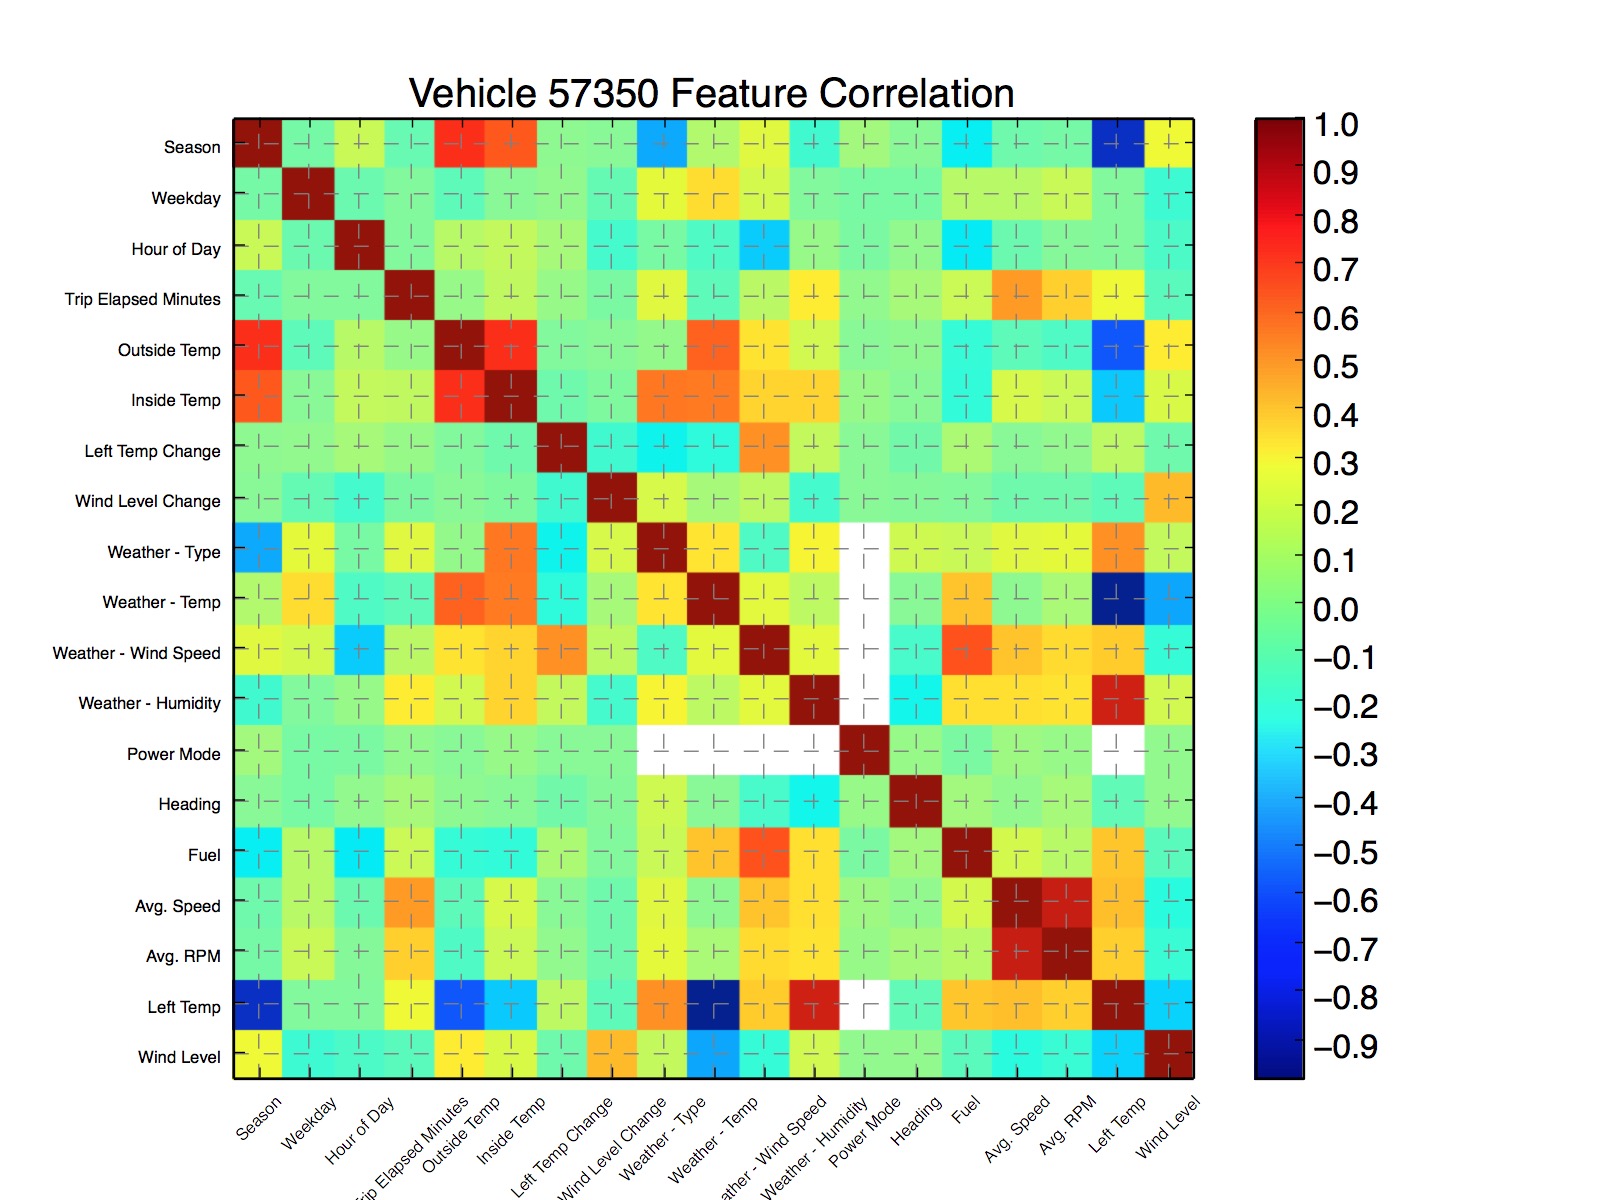 Vehicle 57350 Feature Correlation
Season
Weekday
Hour of Day
Trip Elapsed Minutes
Outside Temp
Inside Temp
Left Temp Change
Wind Level Change
Weather - Type
Weather - Temp
Weather - Wind Speed
Weather - Humidity
Power Mode
Heading
Fuel
Avg. Speed
Avg. RPM
Left Temp
Wind Level
Season
Weekday
Hour of Day
Trip Elapsed Minutes
Outside Temp
Inside Temp
Left Temp Change
Wind Level Change
Weather - Type
Weather - Temp
ather - Wind Speed
Weather - Humidity
Power Mode
Heading
Fuel
Avg. Speed
Avg. RPM
Left Temp
Wind Level
1.0
0.9
0.8
0.7
0.6
0.5
0.4
0.3
0.2
0.1
0.0
−0.1
−0.2
−0.3
−0.4
−0.5
−0.6
−0.7
−0.8
−0.9